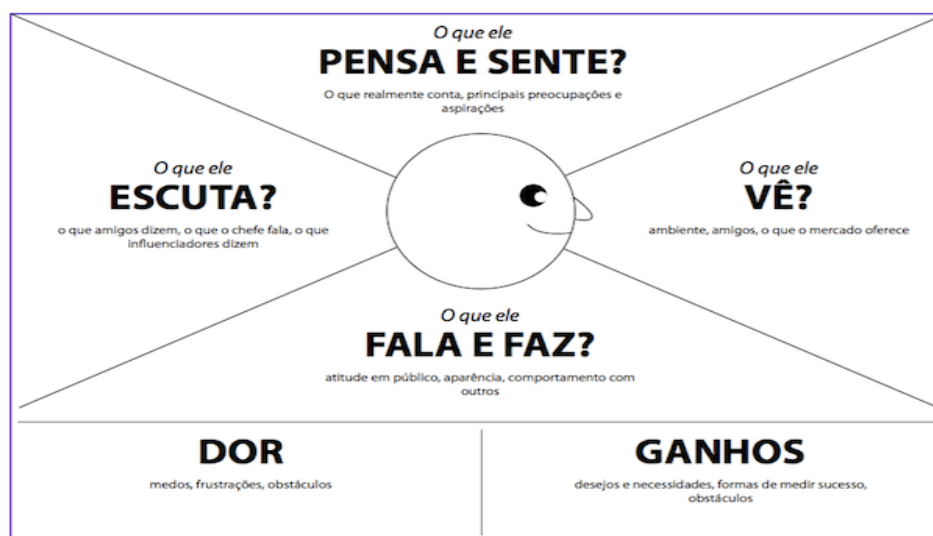 O que ele
PENSA E SENTE?
O que realmente conta, principais preocupações e
aspirações
O que ele
ESCUTA?
o que amigos dizem, o que o chefe fala, o que
influenciadores dizem
O que ele
VÊ?
ambiente, amigos, o que o mercado oferece
O que ele
FALA E FAZ?
atitude em público, aparência, comportamento com
outros
DOR
medos, frustrações, obstáculos
GANHOS
desejos e necessidades, formas de medir sucesso,
obstáculos